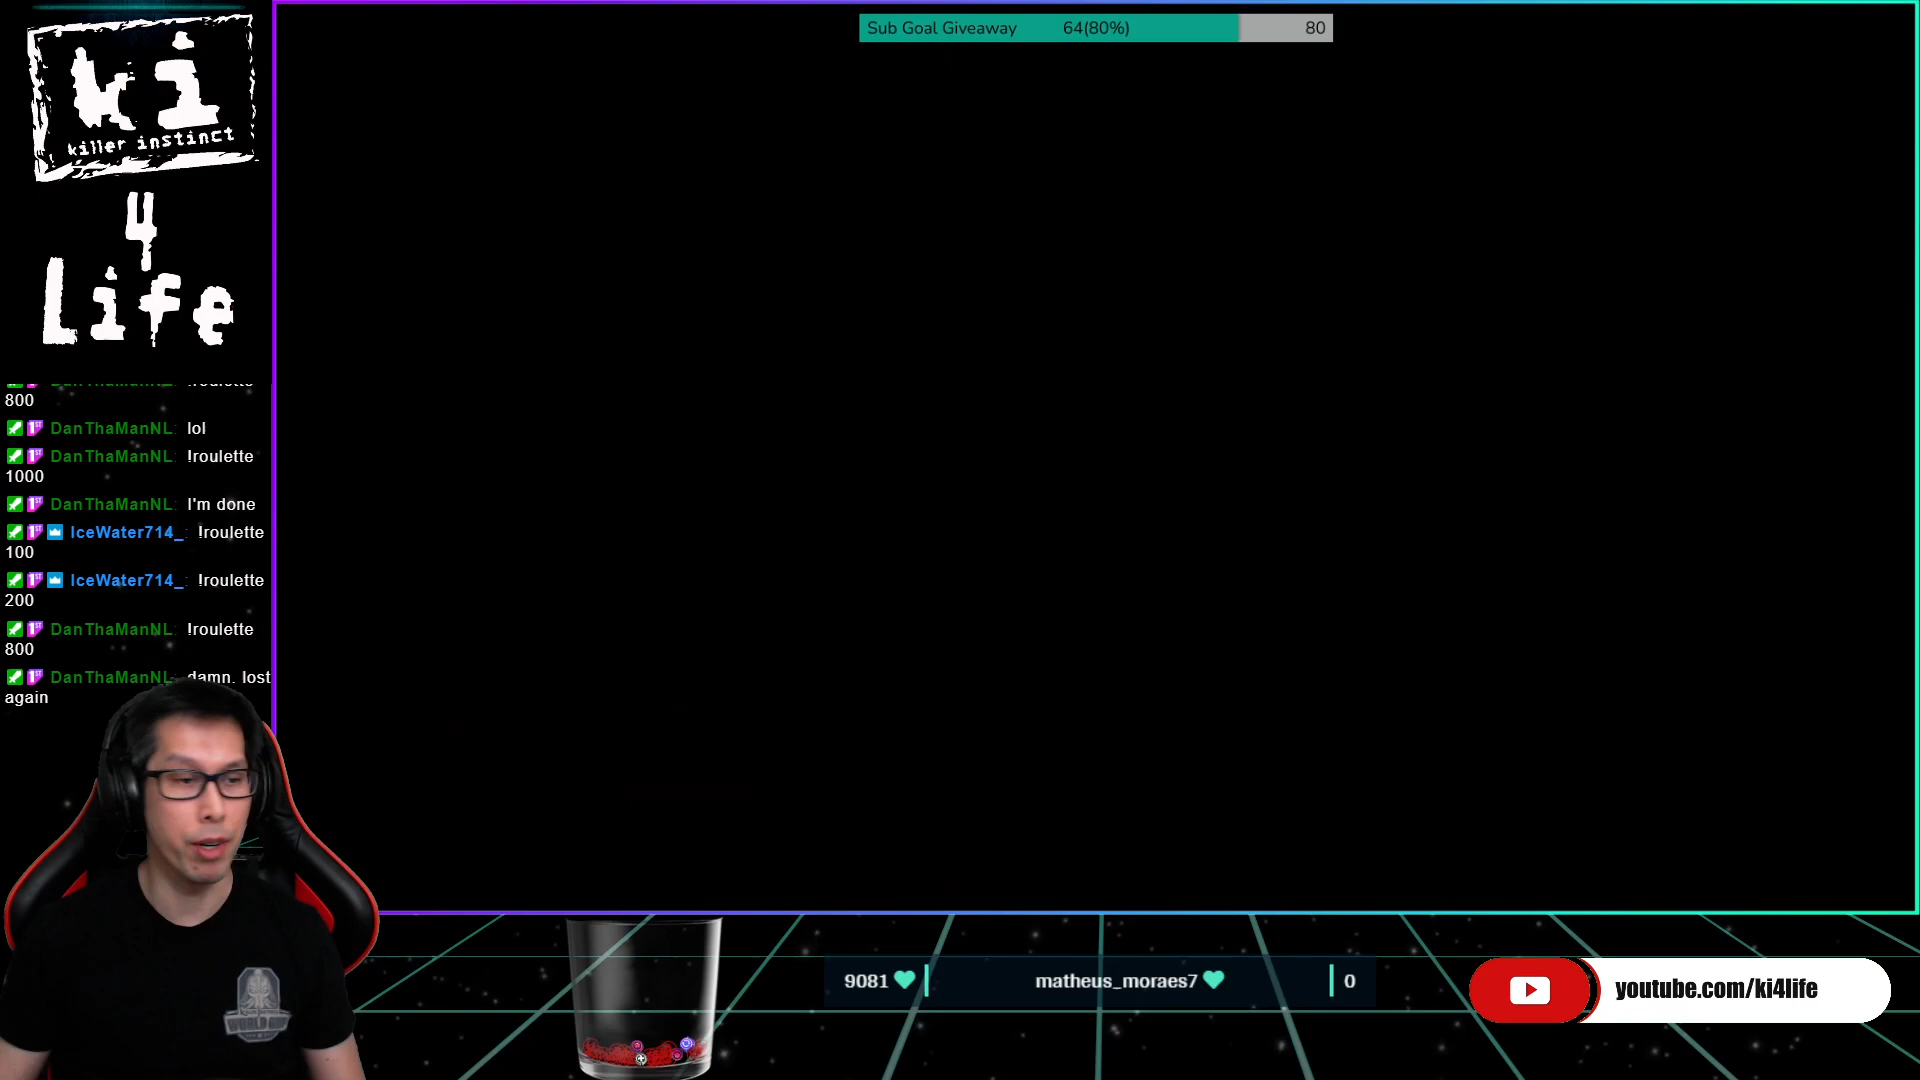 ki
killer instinct
4
Life
Sub Goal Giveaway 64(80%) 80
DanThaManNL: !roulette
800
DanThaManNL: lol
DanThaManNL: !roulette
1000
DanThaManNL: I'm done
IceWater714_: !roulette
100
IceWater714_: !roulette
200
DanThaManNL: !roulette
800
DanThaManNL: damn. lost
again
9081 matheus_moraes7 0
youtube.com/ki4life